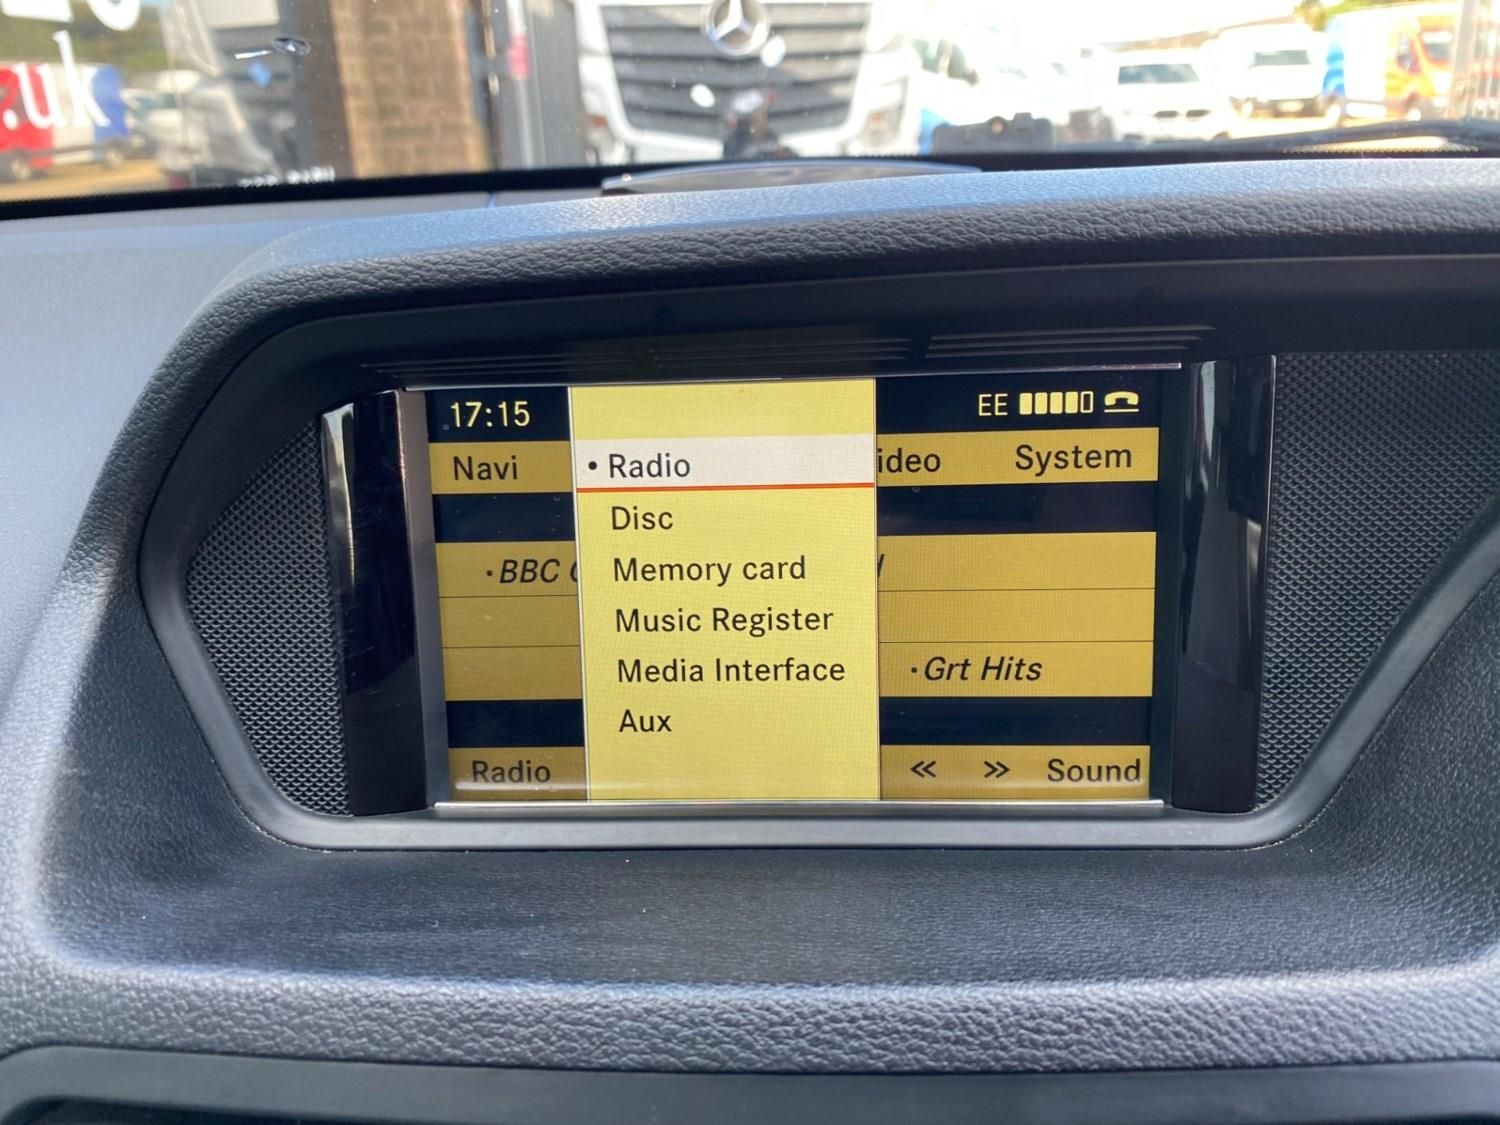 .uk
17:15
EE
Navi
ideo
System
• Radio
Disc
Memory card
Music Register
Media Interface
Aux
·BBC
·Grt Hits
Radio
« »
Sound